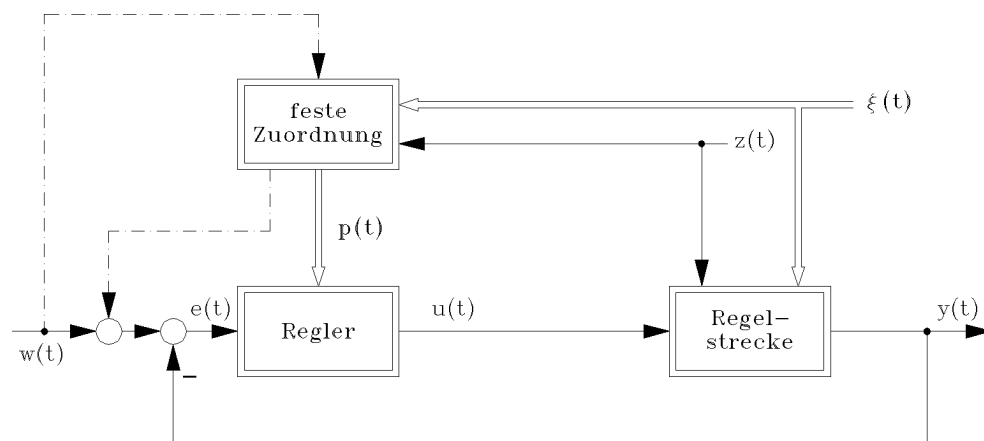 feste
Zuordnung
ξ(t)
z(t)
p(t)
w(t)
e(t)
Regler
u(t)
Regel–
strecke
y(t)
–